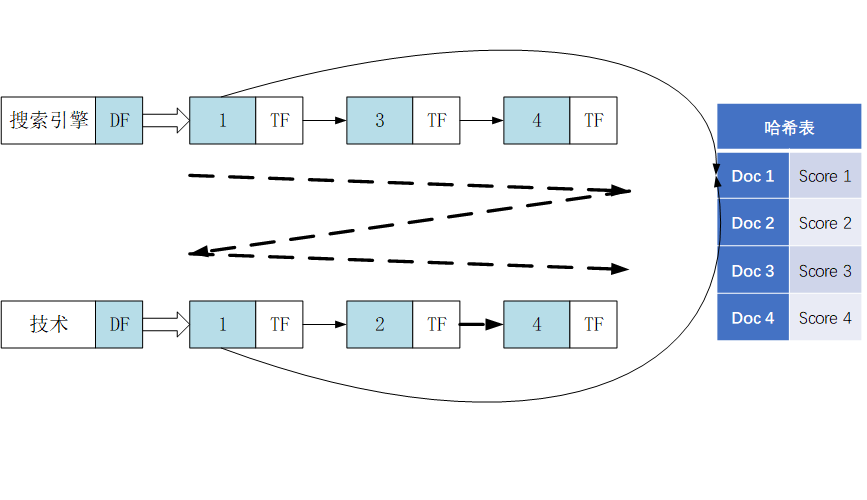 搜索引擎 DF 1 TF 3 TF 4 TF
哈希表
Doc 1 Score 1
Doc 2 Score 2
Doc 3 Score 3
Doc 4 Score 4
技术 DF 1 TF 2 TF 4 TF